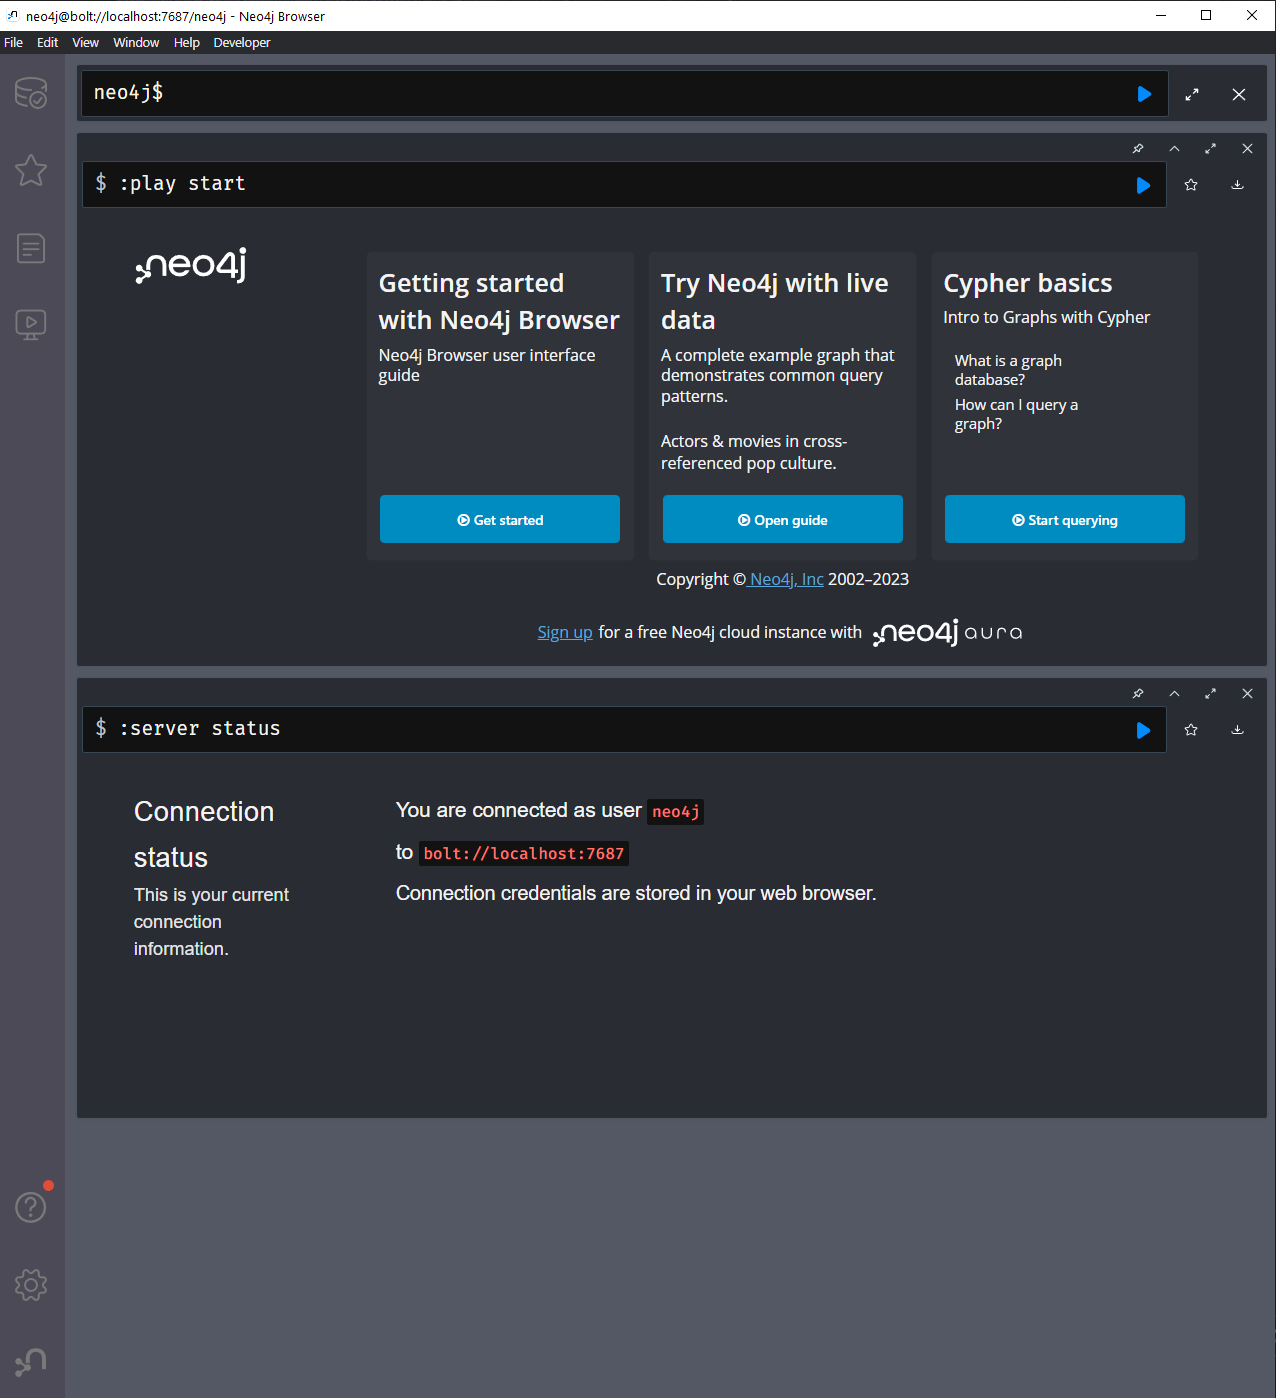 neo4j@bolt://localhost:7687/neo4j - Neo4j Browser
File Edit View Window Help Developer
neo4j$
$ :play start
neo4j
Getting started
with Neo4j Browser
Neo4j Browser user interface
guide
Get started
Try Neo4j with live
data
A complete example graph that
demonstrates common query
patterns.
Actors & movies in cross-
referenced pop culture.
Open guide
Cypher basics
Intro to Graphs with Cypher
What is a graph
database?
How can I query a
graph?
Start querying
Copyright © Neo4j, Inc 2002–2023
Sign up for a free Neo4j cloud instance with neo4j aura
$ :server status
Connection
status
This is your current
connection
information.
You are connected as user neo4j
to bolt://localhost:7687
Connection credentials are stored in your web browser.